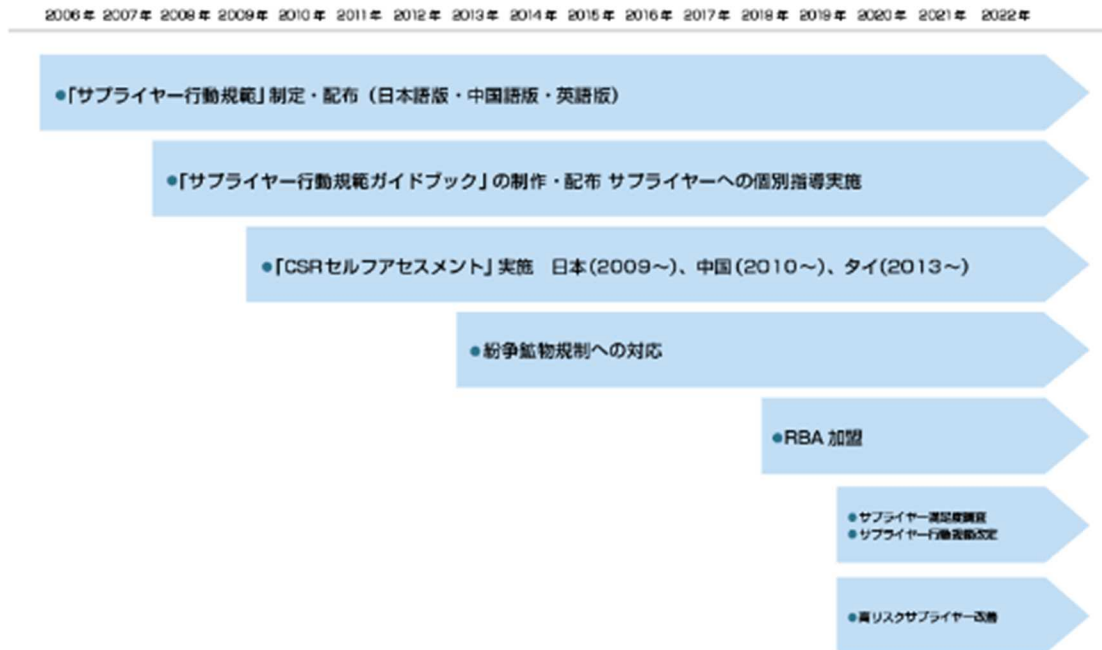 2006年 2007年 2008年 2009年 2010年 2011年 2012年 2013年 2014年 2015年 2016年 2017年 2018年 2019年 2020年 2021年 2022年
●「サプライヤー行動規範」制定・配布（日本語版・中国語版・英語版）
●「サプライヤー行動規範ガイドブック」の制作・配布 サプライヤーへの個別指導実施
●「CSRセルフアセスメント」実施　日本(2009～)、中国(2010～)、タイ(2013～)
●紛争鉱物規制への対応
●RBA 加盟
●サプライヤー満足度調査
●サプライヤー行動規範改定
●高リスクサプライヤー改善